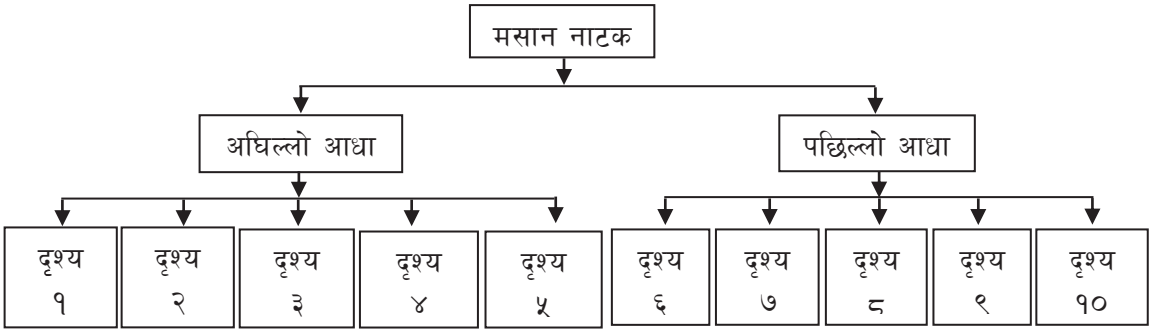 मसान नाटक
अघिल्लो आधा
पछिल्लो आधा
दृश्य
१
दृश्य
२
दृश्य
३
दृश्य
४
दृश्य
५
दृश्य
६
दृश्य
७
दृश्य
८
दृश्य
९
दृश्य
१०